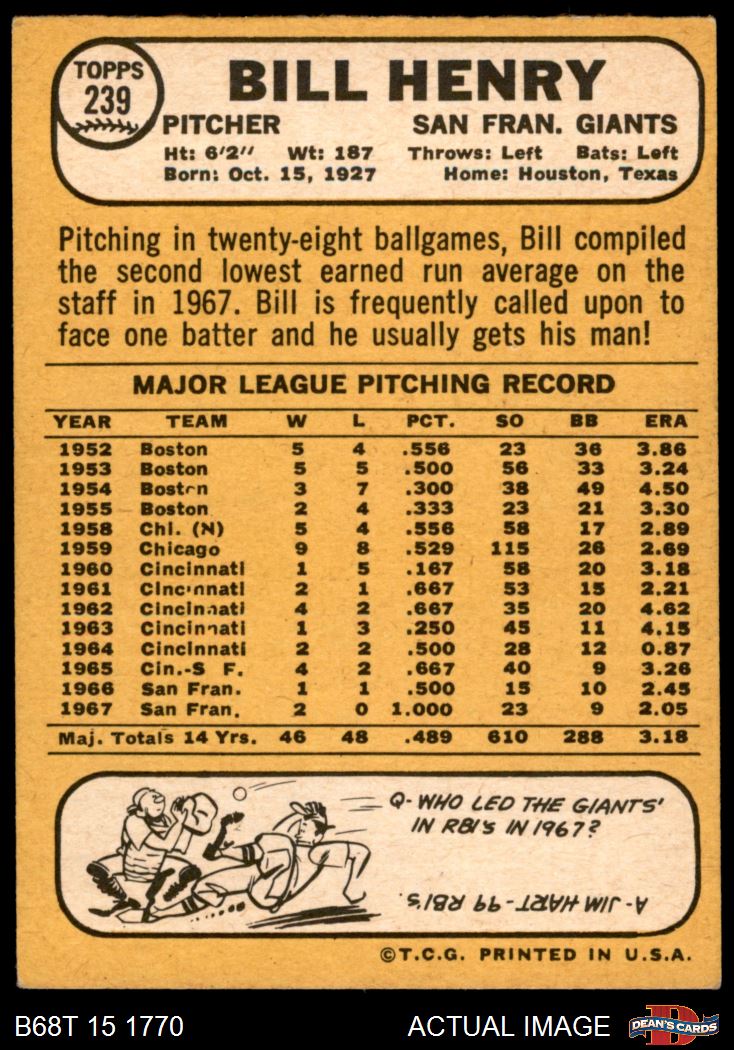 TOPPS
239
BILL HENRY
PITCHER SAN FRAN. GIANTS
Ht: 6'2" Wt: 187 Throws: Left Bats: Left
Born: Oct. 15, 1927 Home: Houston, Texas
Pitching in twenty-eight ballgames, Bill compiled
the second lowest earned run average on the
staff in 1967. Bill is frequently called upon to
face one batter and he usually gets his man!
MAJOR LEAGUE PITCHING RECORD
YEAR TEAM W L PCT. SO BB ERA
1952 Boston 5 4 .556 23 36 3.86
1953 Boston 5 5 .500 56 33 3.24
1954 Boston 3 7 .300 38 49 4.50
1955 Boston 2 4 .333 23 21 3.30
1958 Chi. (N) 5 4 .556 58 17 2.89
1959 Chicago 9 8 .529 115 26 2.69
1960 Cincinnati 1 5 .167 58 20 3.18
1961 Cincinnati 2 1 .667 53 15 2.21
1962 Cincinnati 4 2 .667 35 20 4.62
1963 Cincinnati 1 3 .250 45 11 4.15
1964 Cincinnati 2 2 .500 28 12 0.87
1965 Cin.-S F. 4 2 .667 40 9 3.26
1966 San Fran. 1 1 .500 15 10 2.45
1967 San Fran. 2 0 1.000 23 9 2.05
Maj. Totals 14 Yrs. 46 48 .489 610 288 3.18
Q- WHO LED THE GIANTS'
IN RBI's IN 1967?
A- JIM HART - 99 RBI's.
©T.C.G. PRINTED IN U.S.A.
B68T 15 1770 ACTUAL IMAGE DEAN'S CARDS